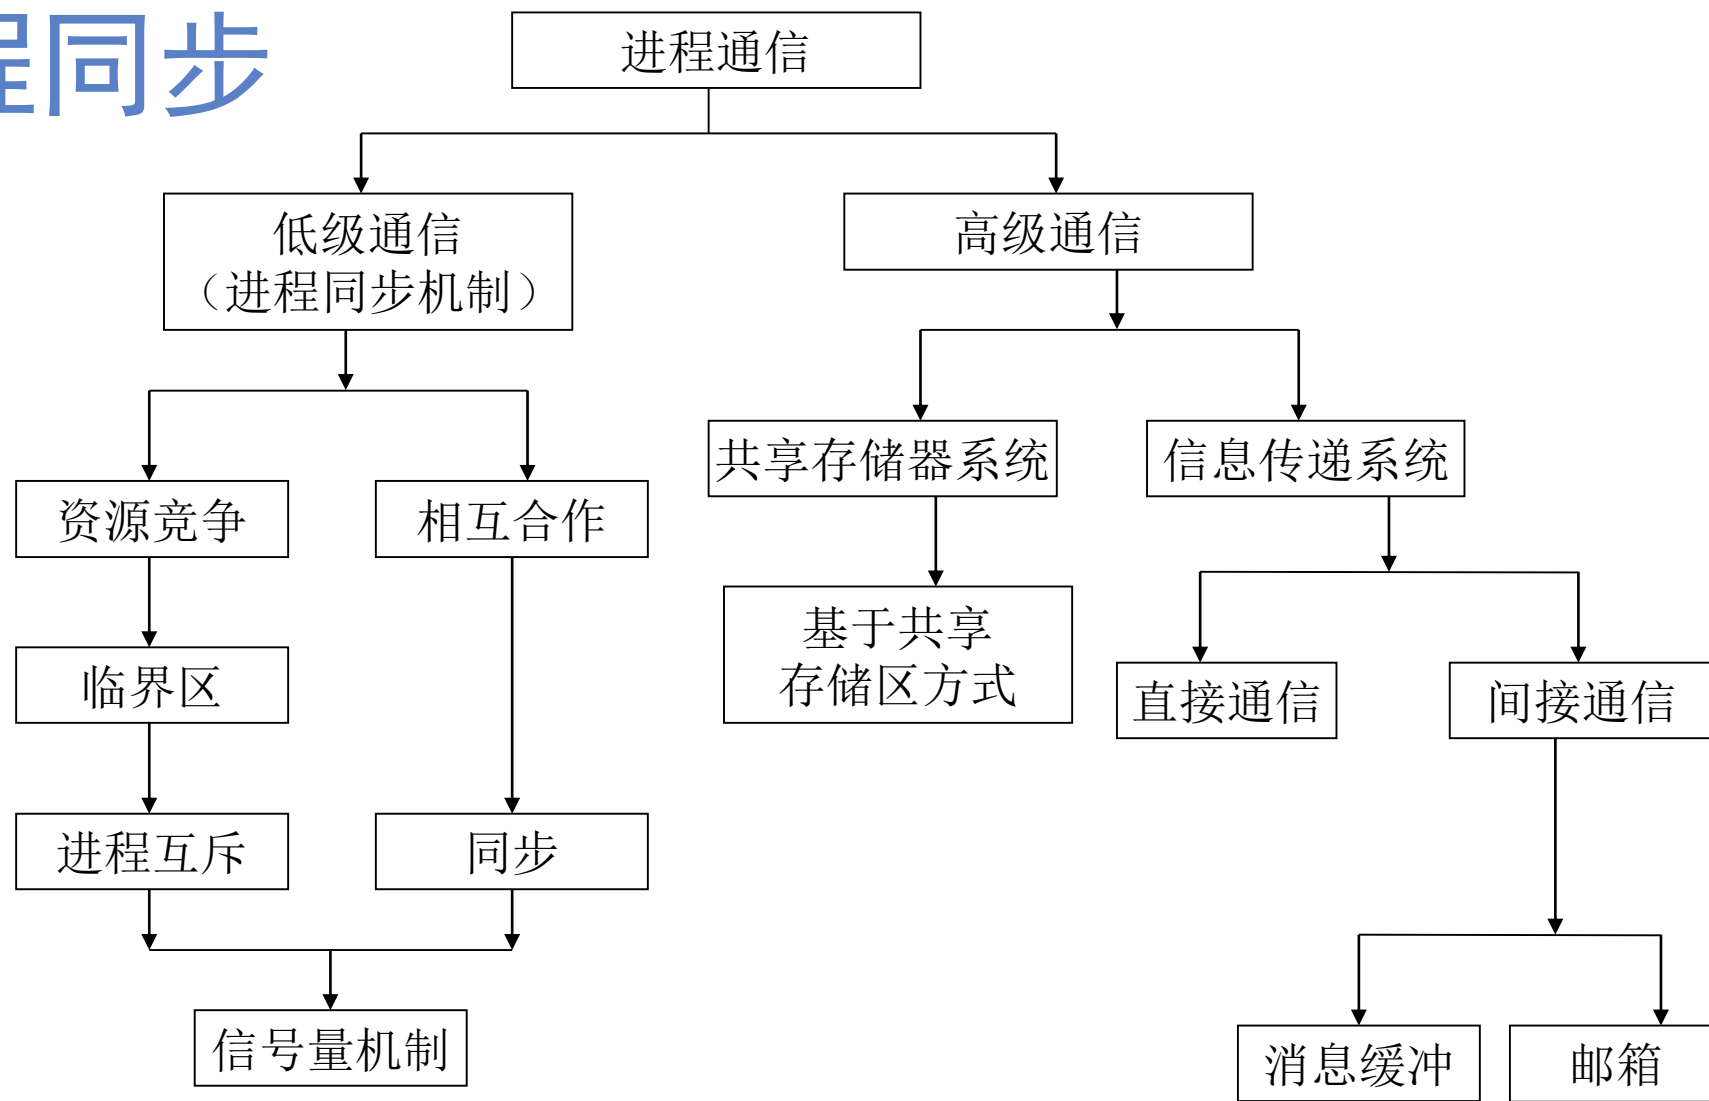 程同步
进程通信
低级通信
（进程同步机制）
高级通信
共享存储器系统
信息传递系统
资源竞争
相互合作
基于共享
存储区方式
临界区
直接通信
间接通信
进程互斥
同步
信号量机制
消息缓冲
邮箱